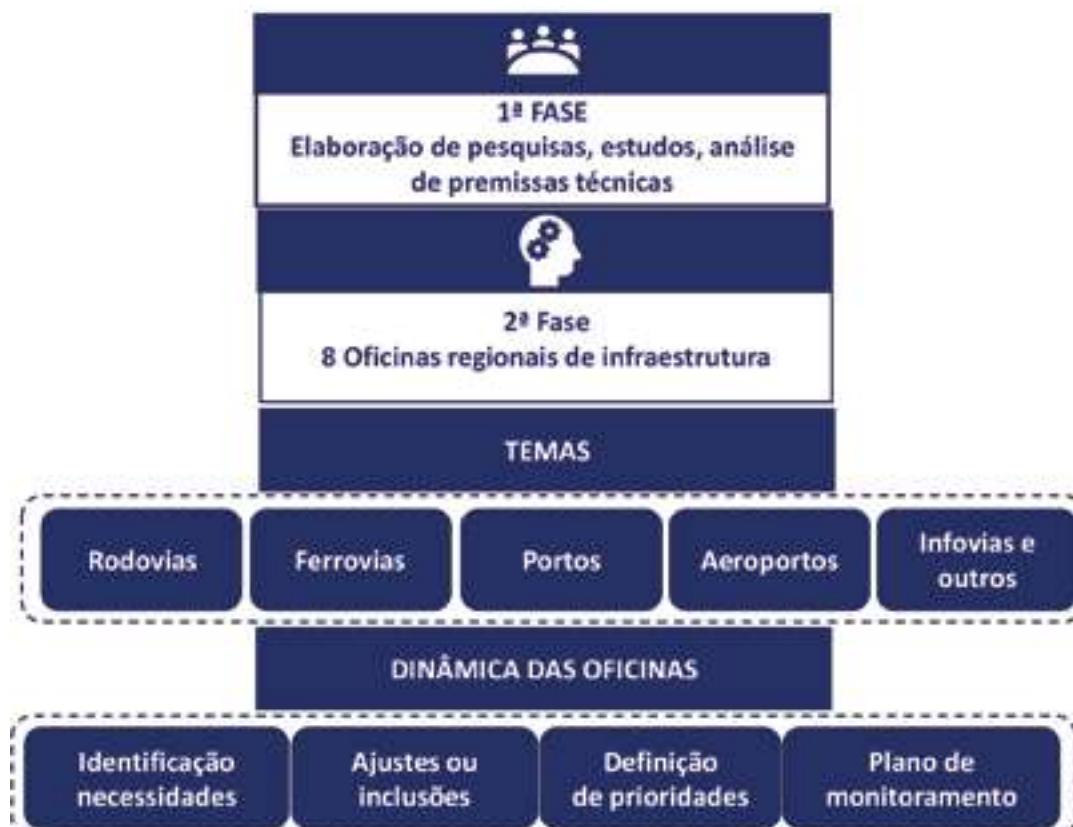 1ª FASE
Elaboração de pesquisas, estudos, análise
de premissas técnicas
2ª Fase
8 Oficinas regionais de infraestrutura
TEMAS
Rodovias
Ferrovias
Portos
Aeroportos
Infovias e
outros
DINÂMICA DAS OFICINAS
Identificação
necessidades
Ajustes ou
inclusões
Definição
de prioridades
Plano de
monitoramento